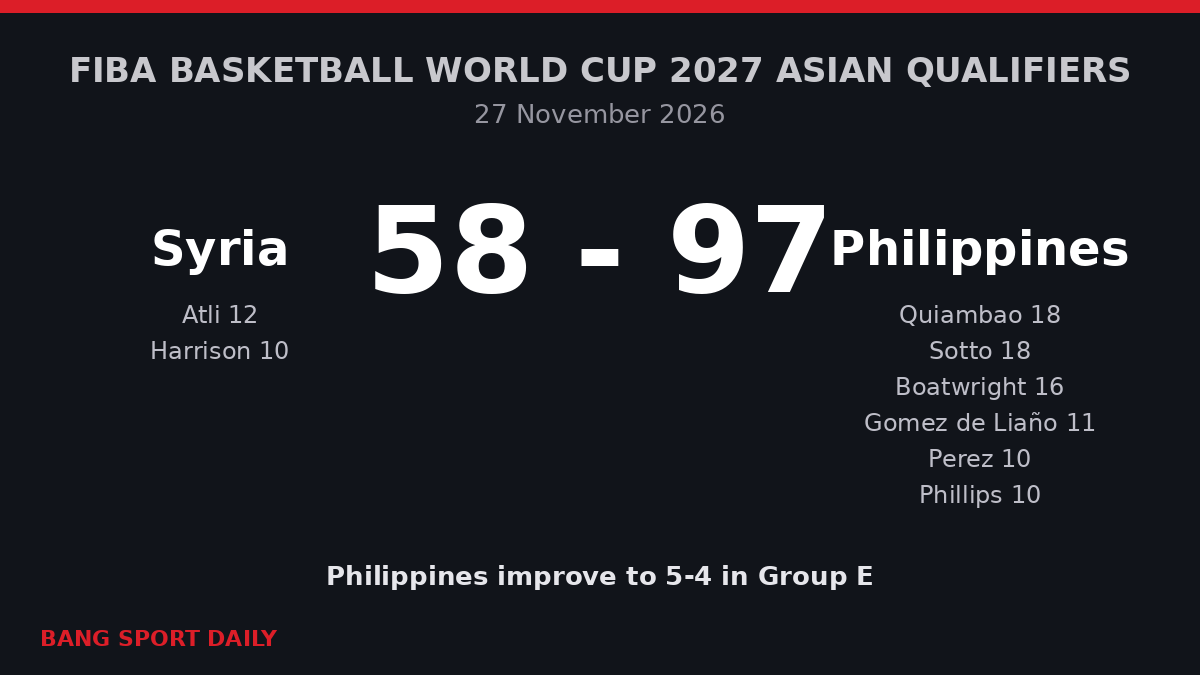 FIBA BASKETBALL WORLD CUP 2027 ASIAN QUALIFIERS
27 November 2026
Syria
58 - 97
Philippines
Atli 12
Harrison 10
Quiambao 18
Sotto 18
Boatwright 16
Gomez de Liaño 11
Perez 10
Phillips 10
Philippines improve to 5-4 in Group E
BANG SPORT DAILY